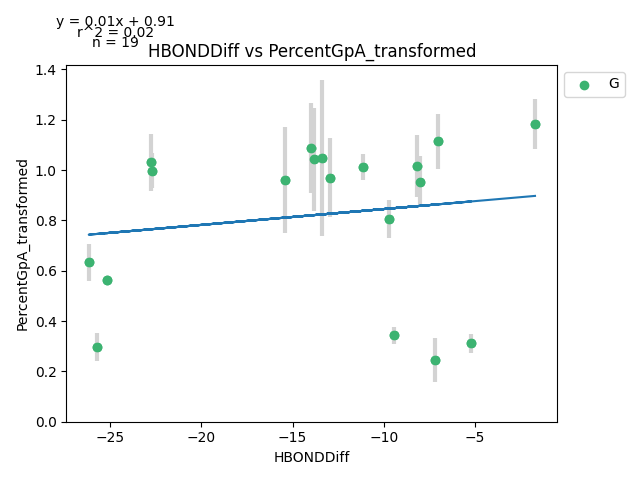 y = 0.01x + 0.91
r^2 = 0.02
n = 19
HBONDDiff vs PercentGpA_transformed
G
PercentGpA_transformed
1.4
1.2
1.0
0.8
0.6
0.4
0.2
0.0
−25
−20
−15
−10
−5
HBONDDiff